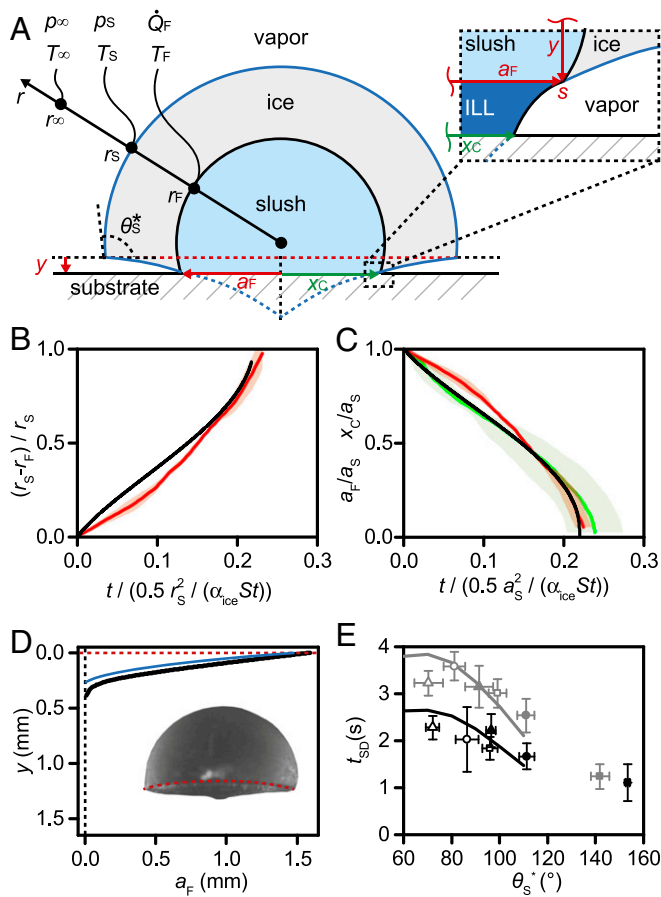 A
p∞ pS Q̇F
T∞ TS TF
vapor
r
r∞
ice
rS
rF
slush
θS*
y
aF
xC
substrate
slush
y
ice
aF
s
ILL
vapor
xC
B
(rS-rF) / rS
1.0
0.5
0.0
0.0 0.1 0.2 0.3
t / (0.5 rS² / (αice St))
C
aF/aS xC/aS
1.0
0.5
0.0
0.0 0.1 0.2 0.3
t / (0.5 aS² / (αice St))
D
y (mm)
0.0
0.5
1.0
1.5
0.0 0.5 1.0 1.5
aF (mm)
E
tSD(s)
4
3
2
1
0
60 80 100 120 140 160
θS* (°)